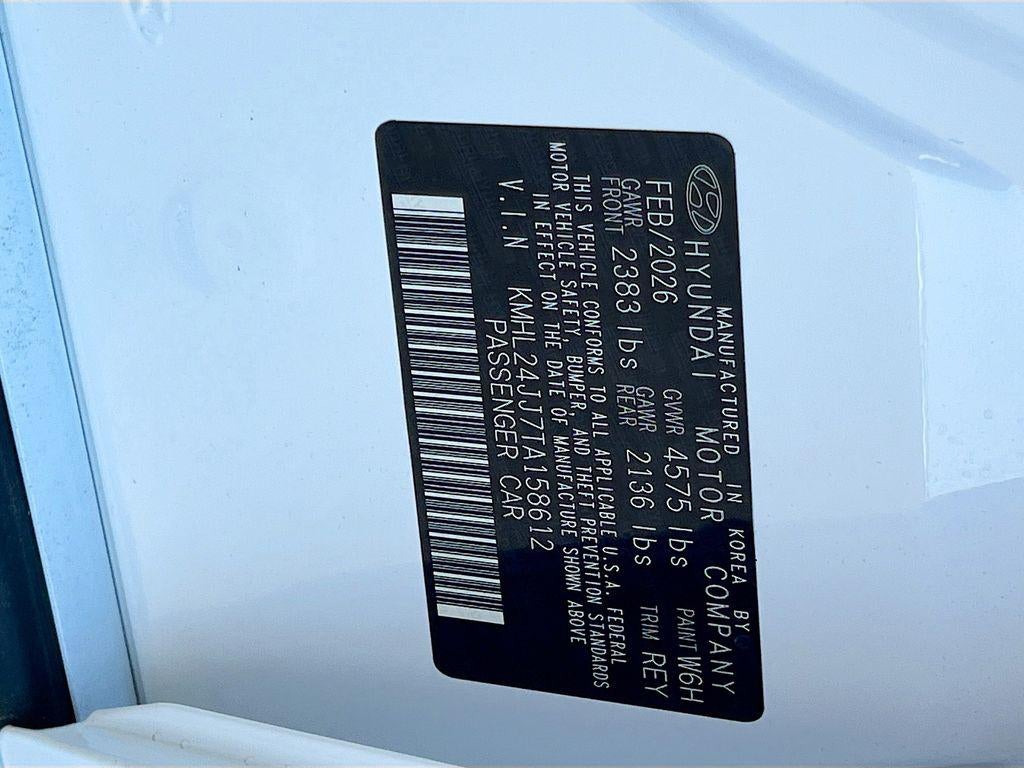 MANUFACTURED IN KOREA BY
HYUNDAI MOTOR COMPANY
FEB/2026 GVWR 4575 lbs PAINT W6H
GAWR FRONT 2383 lbs GAWR REAR 2136 lbs TRIM REY
THIS VEHICLE CONFORMS TO ALL APPLICABLE U.S.A. FEDERAL
MOTOR VEHICLE SAFETY, BUMPER, AND THEFT PREVENTION STANDARDS
IN EFFECT ON THE DATE OF MANUFACTURE SHOWN ABOVE
V.I.N KMHL24JJ7TA158612
PASSENGER CAR